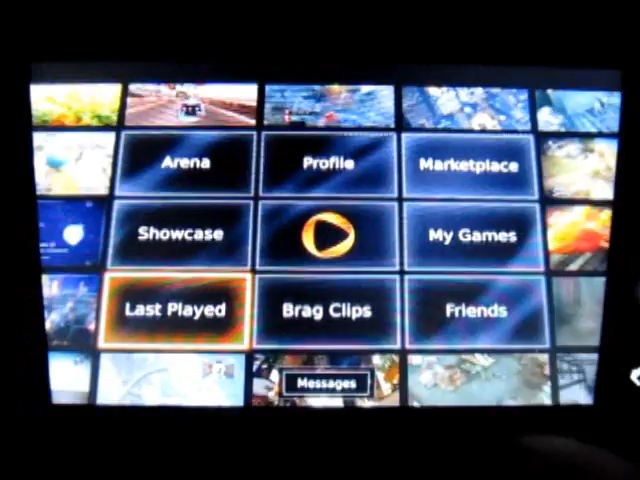 Arena
Profile
Marketplace
Showcase
My Games
Last Played
Brag Clips
Friends
Messages